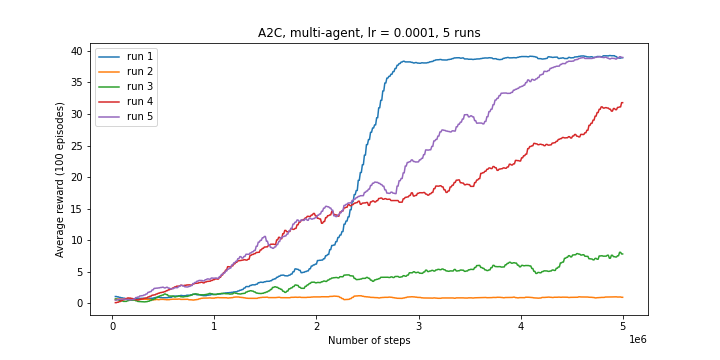 A2C, multi-agent, lr = 0.0001, 5 runs
Average reward (100 episodes)
40
35
30
25
20
15
10
5
0
run 1
run 2
run 3
run 4
run 5
0
1
2
3
4
5
1e6
Number of steps